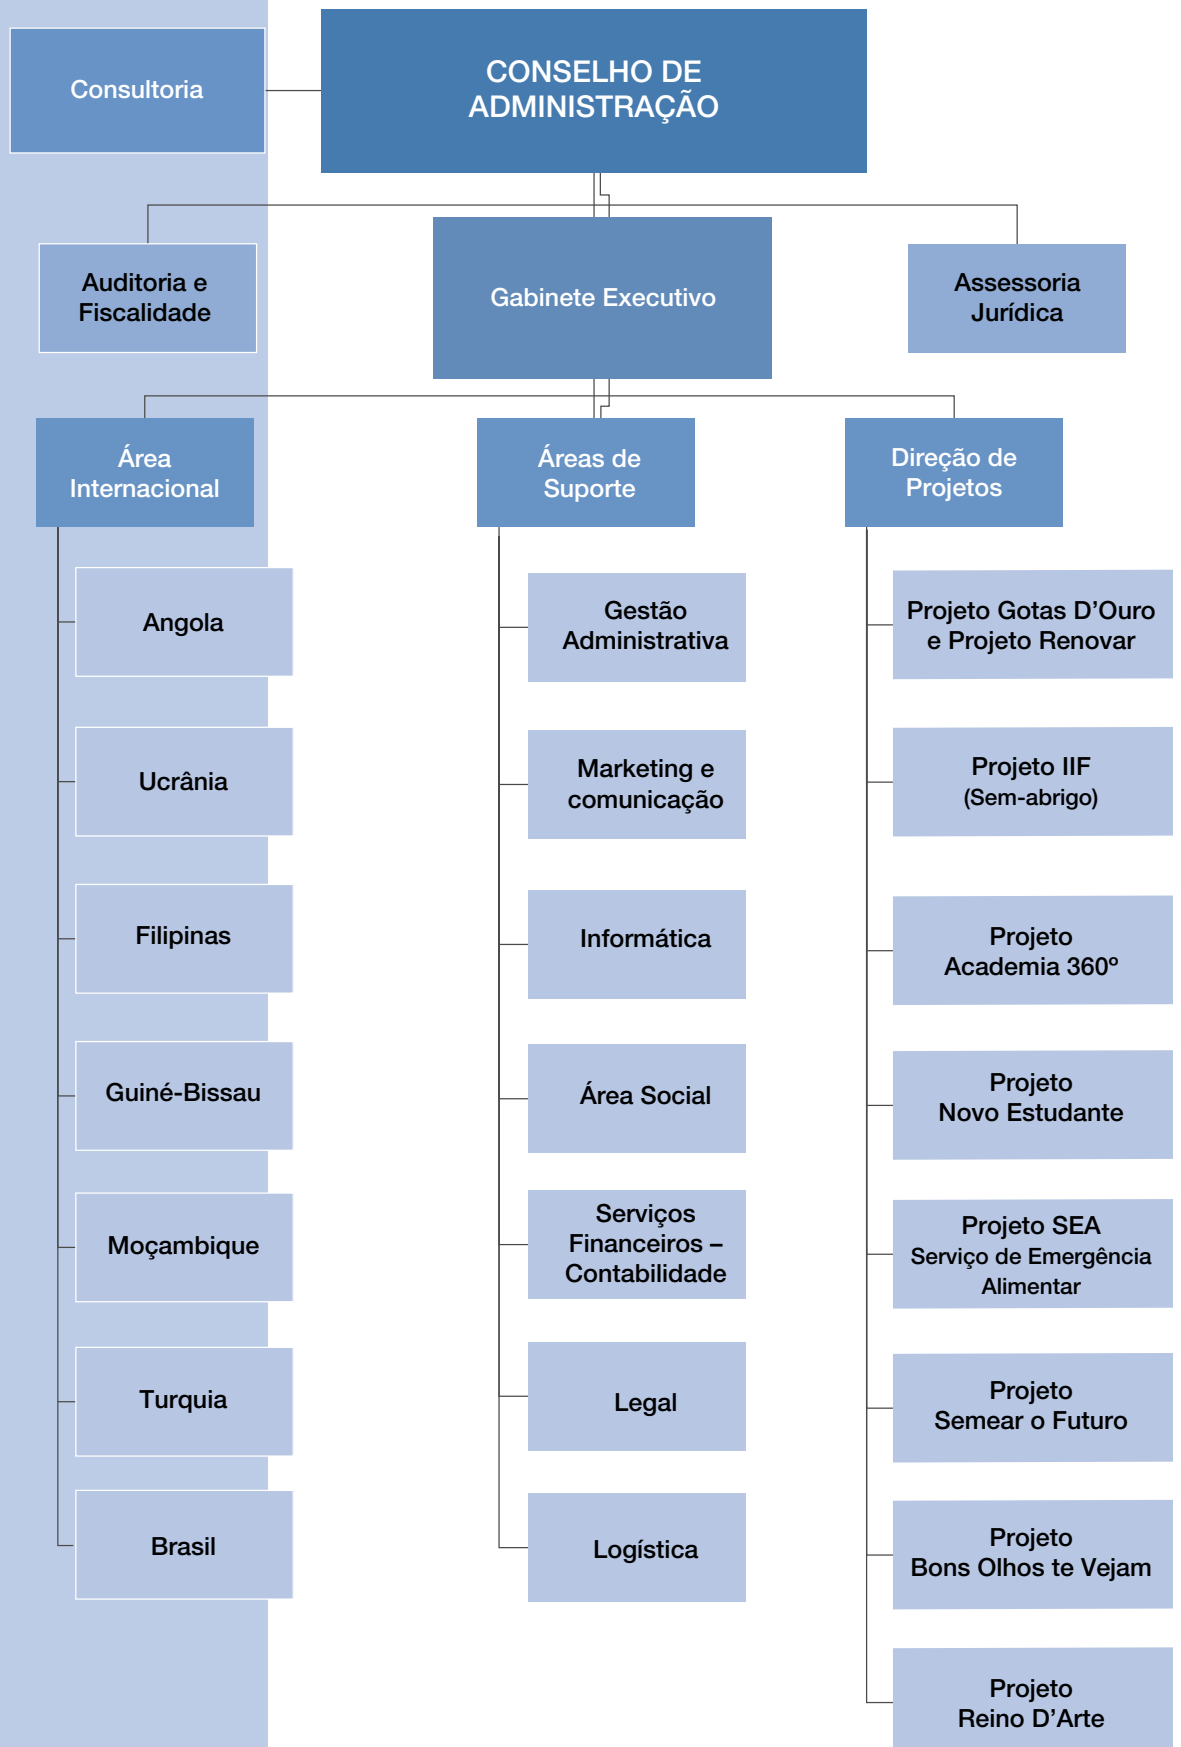 Consultoria
CONSELHO DE
ADMINISTRAÇÃO
Auditoria e
Fiscalidade
Gabinete Executivo
Assessoria
Jurídica
Área
Internacional
Áreas de
Suporte
Direção de
Projetos
Angola
Ucrânia
Filipinas
Guiné-Bissau
Moçambique
Turquia
Brasil
Gestão
Administrativa
Marketing e
comunicação
Informática
Área Social
Serviços
Financeiros –
Contabilidade
Legal
Logística
Projeto Gotas D’Ouro
e Projeto Renovar
Projeto IIF
(Sem-abrigo)
Projeto
Academia 360º
Projeto
Novo Estudante
Projeto SEA
Serviço de Emergência
Alimentar
Projeto
Semear o Futuro
Projeto
Bons Olhos te Vejam
Projeto
Reino D’Arte